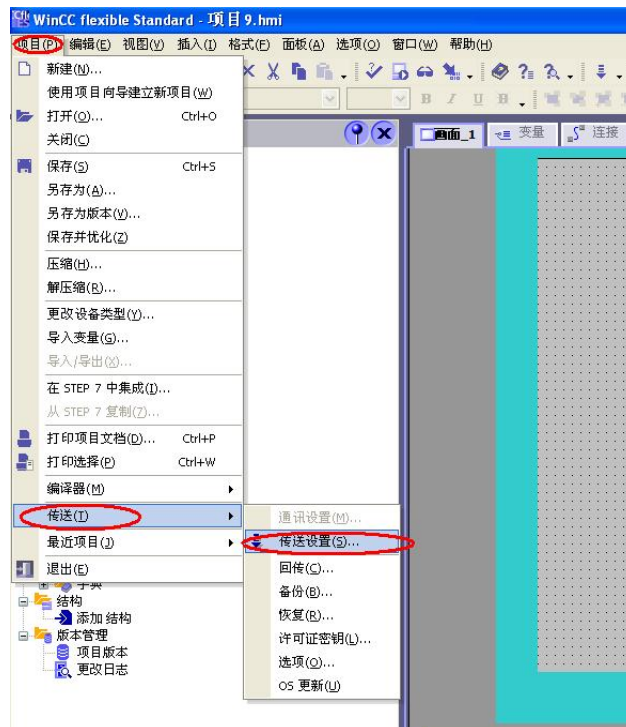 WinCC flexible Standard - 项目9.hmi
项目(P) 编辑(E) 视图(V) 插入(I) 格式(F) 面板(A) 选项(O) 窗口(W) 帮助(H)
新建(N)...
使用项目向导建立新项目(W)
打开(O)... Ctrl+O
关闭(C)
画面_1 变量 连接
保存(S) Ctrl+S
另存为(A)...
另存为版本(V)...
保存并优化(Z)
压缩(H)...
解压缩(R)...
更改设备类型(Y)...
导入变量(G)...
导入/导出(X)...
在 STEP 7 中集成(I)...
从 STEP 7 复制(7)...
打印项目文档(D)... Ctrl+P
打印选择(P) Ctrl+W
编译器(M)
传送(T)
通讯设置(M)...
最近项目(J)
传送设置(S)...
退出(E)
回传(C)...
备份(B)...
恢复(R)...
许可证密钥(L)...
选项(O)...
OS 更新(U)
结构
添加 结构
版本管理
项目版本
更改日志